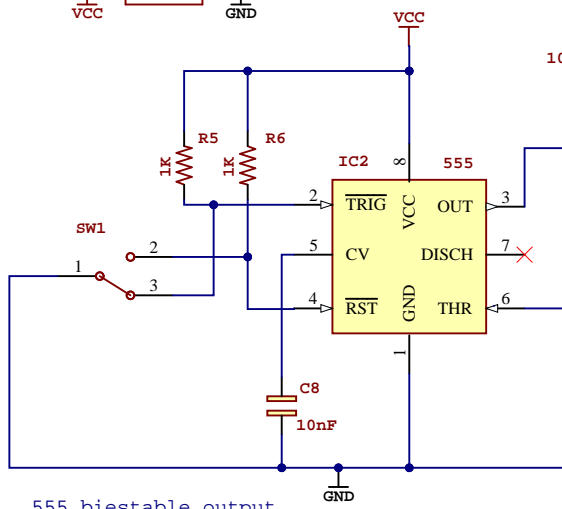 VCC
GND
VCC
10
R5
R6
1K
1K
IC2
555
8
2
TRIG
VCC
OUT
3
SW1
2
5
CV
DISCH
7
1
3
4
RST
GND
THR
6
1
C8
10nF
GND
555 biestable output